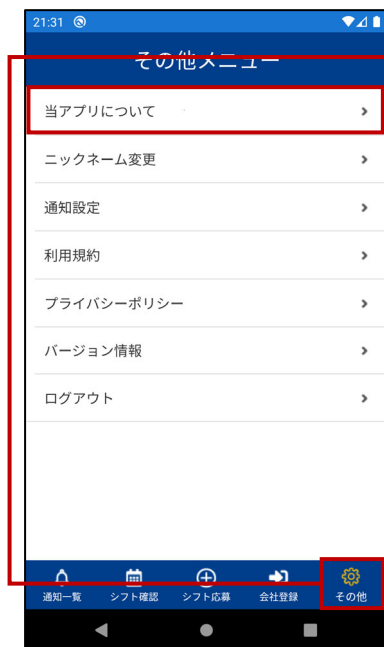 21:31
その他メニュー
当アプリについて
ニックネーム変更
通知設定
利用規約
プライバシーポリシー
バージョン情報
ログアウト
通知一覧 シフト確認 シフト応募 会社登録 その他